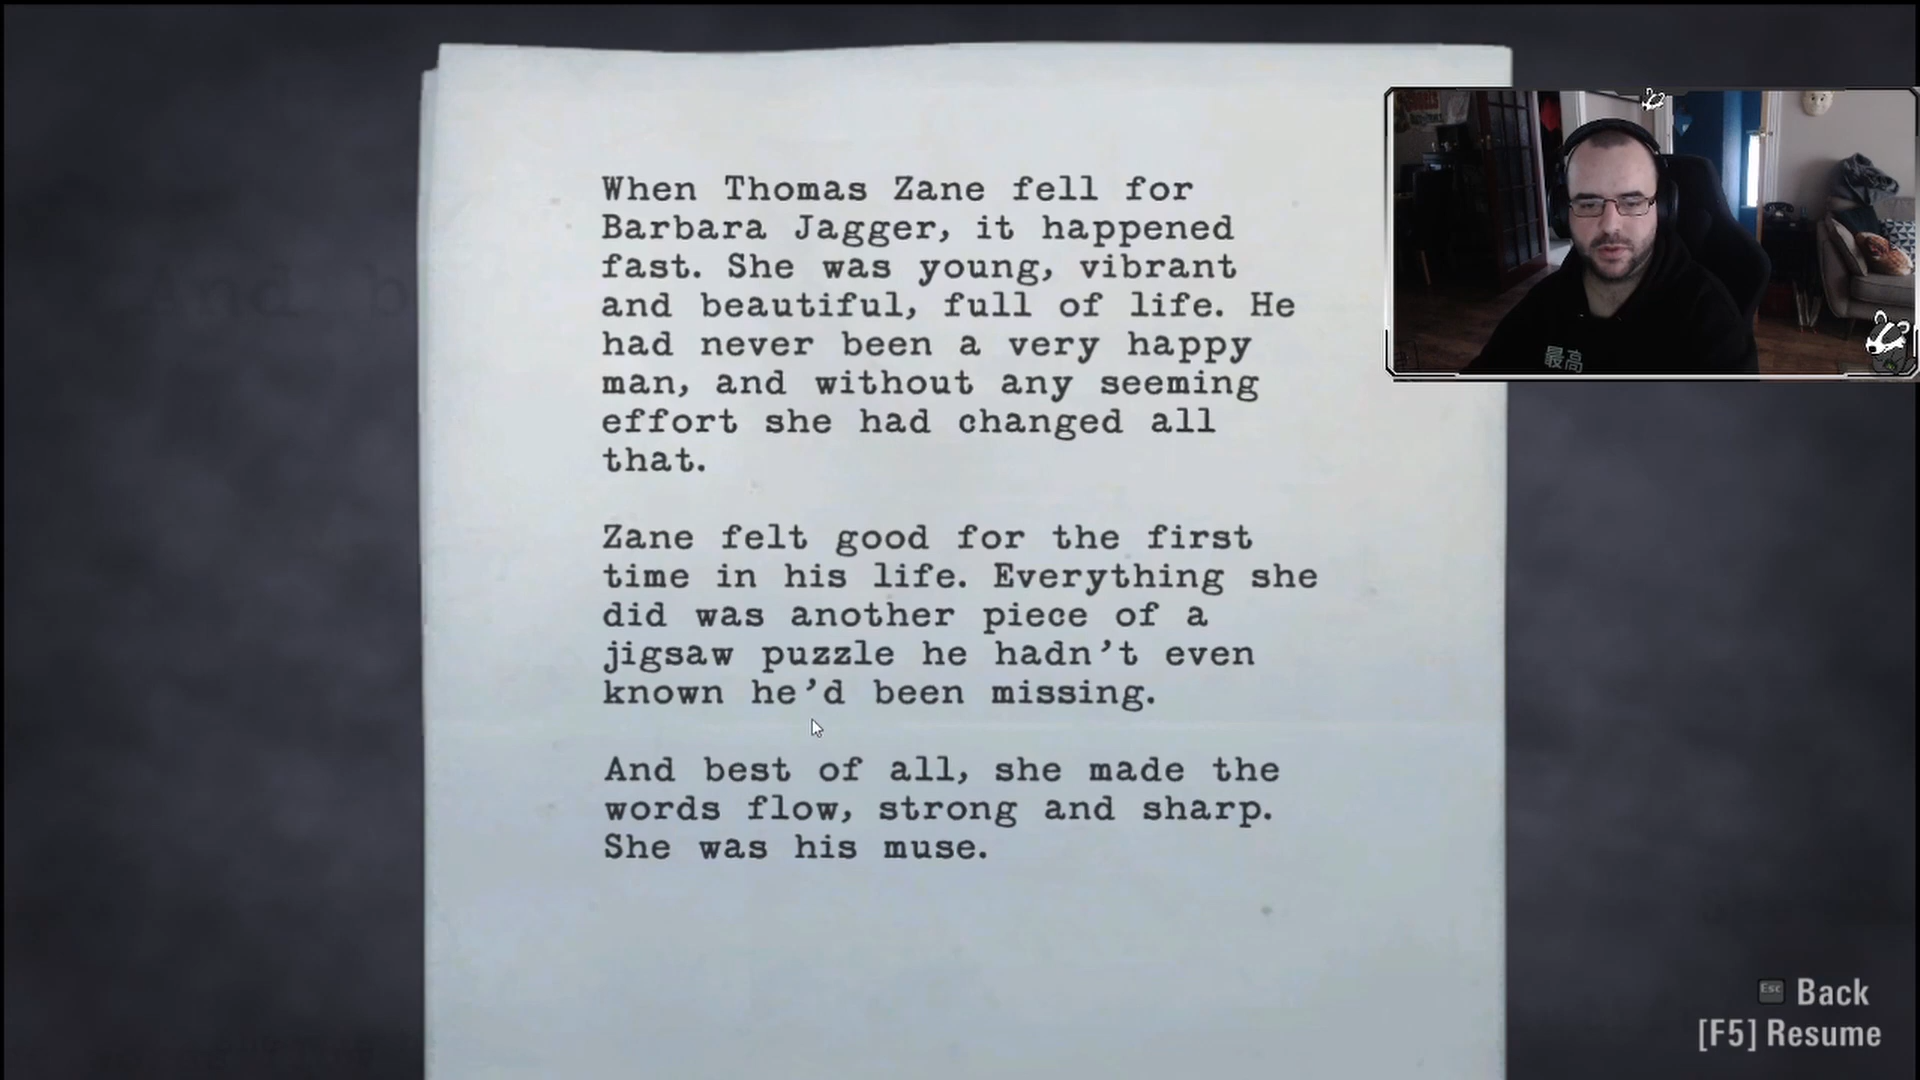 When Thomas Zane fell for
Barbara Jagger, it happened
fast. She was young, vibrant
and beautiful, full of life. He
had never been a very happy
man, and without any seeming
effort she had changed all
that.
Zane felt good for the first
time in his life. Everything she
did was another piece of a
jigsaw puzzle he hadn't even
known he'd been missing.
And best of all, she made the
words flow, strong and sharp.
She was his muse.
最高
Esc Back
[F5] Resume